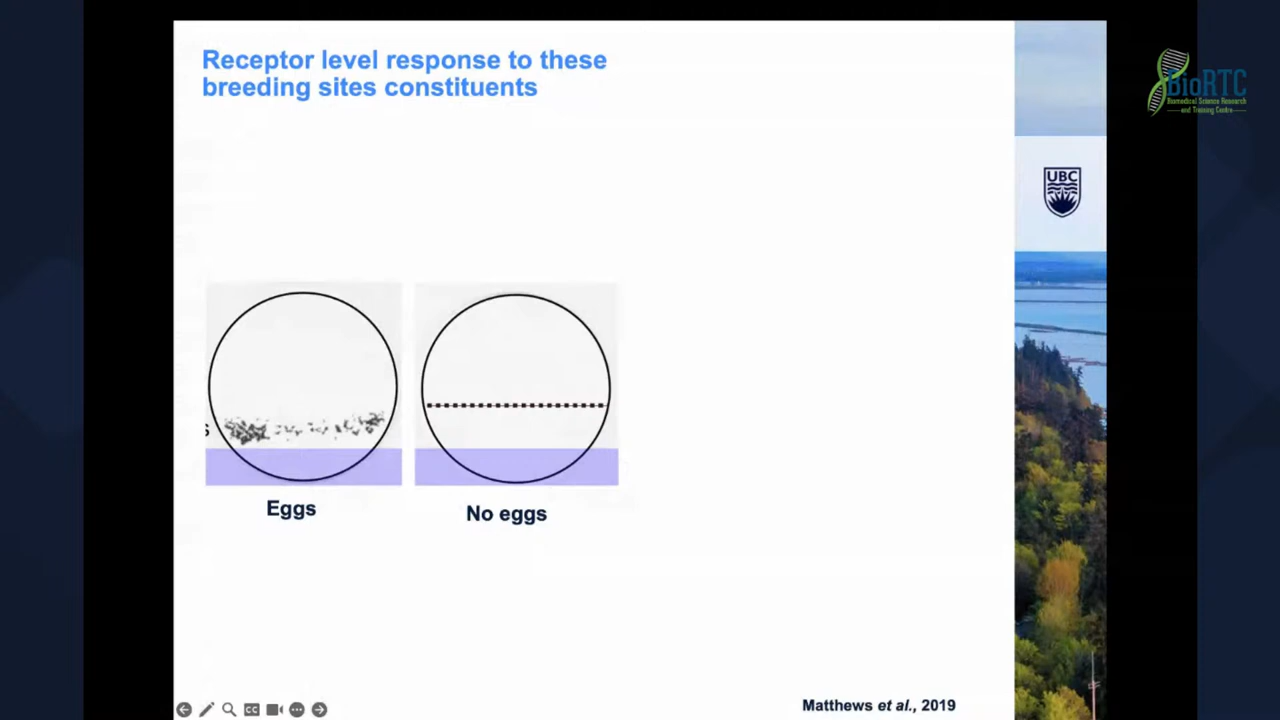 Receptor level response to these
breeding sites constituents
BioRTC
Biomedical Science Research
and Training Centre
UBC
s
Eggs
No eggs
CC
Matthews et al., 2019